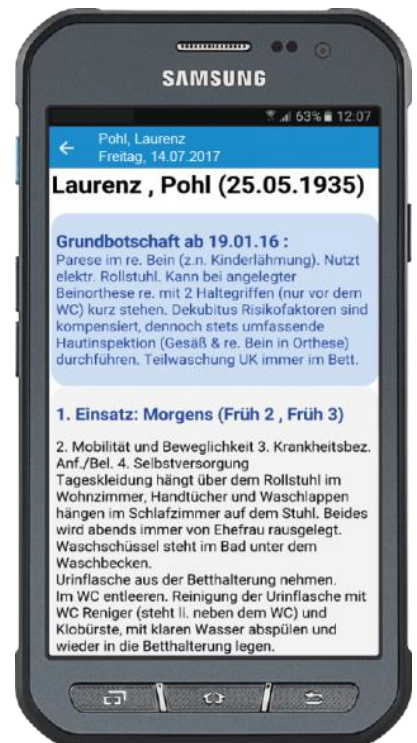 SAMSUNG
63% 12.07
Pohl, Laurenz
Freitag, 14.07.2017
Laurenz , Pohl (25.05.1935)
Grundbotschaft ab 19.01.16 :
Parese im re. Bein (z.n. Kinderlähmung). Nutzt
elektr. Rollstuhl. Kann bei angelegter
Beinorthese re. mit 2 Haltegriffen (nur vor dem
WC) kurz stehen. Dekubitus Risikofaktoren sind
kompensiert, dennoch stets umfassende
Hautinspektion (Gesäß & re. Bein in Orthese)
durchführen. Teilwaschung UK immer im Bett.
1. Einsatz: Morgens (Früh 2 , Früh 3)
2. Mobilität und Beweglichkeit 3. Krankheitsbez.
Anf./Bel. 4. Selbstversorgung
Tageskleidung hängt über dem Rollstuhl im
Wohnzimmer, Handtücher und Waschlappen
hängen im Schlafzimmer auf dem Stuhl. Beides
wird abends immer von Ehefrau rausgelegt.
Waschschüssel steht im Bad unter dem
Waschbecken.
Urinflasche aus der Betthalterung nehmen.
Im WC entleeren. Reinigung der Urinflasche mit
WC Reiniger (steht li. neben dem WC) und
Klobürste, mit klaren Wasser abspülen und
wieder in die Betthalterung legen.